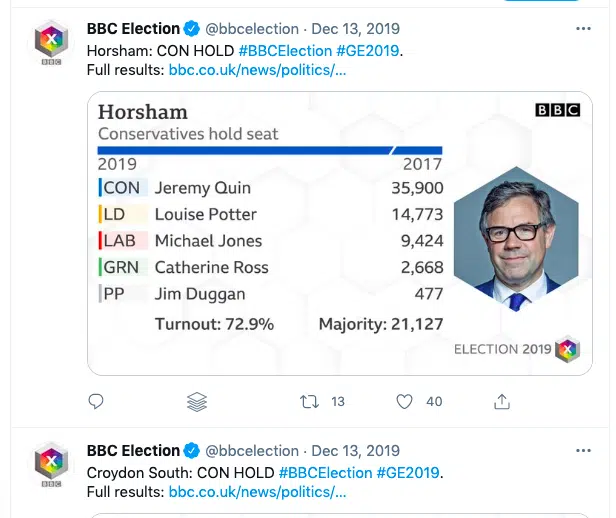 BBC Election @bbcelection · Dec 13, 2019
Horsham: CON HOLD #BBCElection #GE2019.
Full results: bbc.co.uk/news/politics/...
BBC
Horsham
BBC
Conservatives hold seat
2019 2017
CON Jeremy Quin 35,900
LD Louise Potter 14,773
LAB Michael Jones 9,424
GRN Catherine Ross 2,668
PP Jim Duggan 477
Turnout: 72.9% Majority: 21,127
ELECTION 2019 X
13 40
BBC Election @bbcelection · Dec 13, 2019
Croydon South: CON HOLD #BBCElection #GE2019.
Full results: bbc.co.uk/news/politics/...
BBC